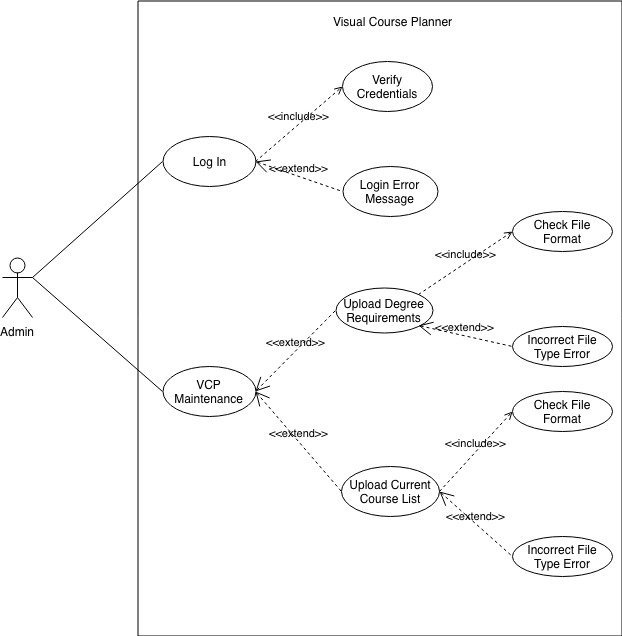 Visual Course Planner
Verify
Credentials
<<include>>
Log In
<<extend>>
Login Error
Message
Check File
Format
<<include>>
Admin
Upload Degree
Requirements
<<extend>>
<<extend>>
Incorrect File
Type Error
VCP
Maintenance
Check File
Format
<<extend>>
<<include>>
Upload Current
Course List
<<extend>>
Incorrect File
Type Error